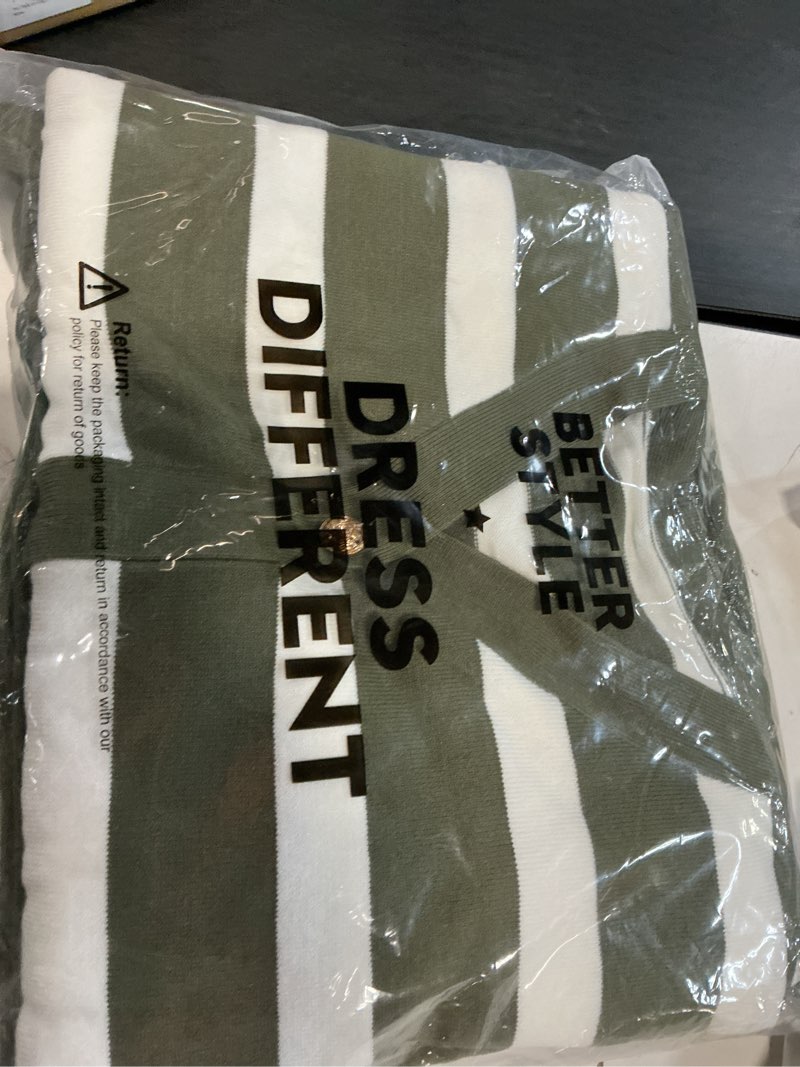 BETTER
STYLE
DRESS
DIFFERENT
Return:
Please keep the packaging intact and return in accordance with our
policy for return of goods